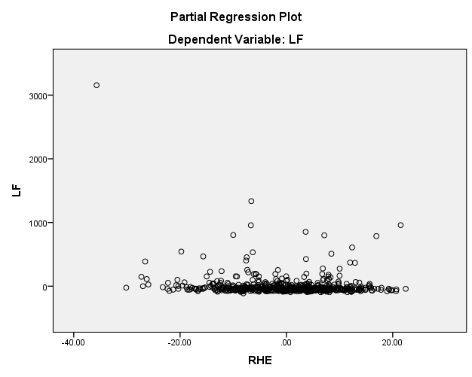 Partial Regression Plot
Dependent Variable: LF
3000
2000
1000
0
LF
-40.00
-20.00
.00
20.00
RHE